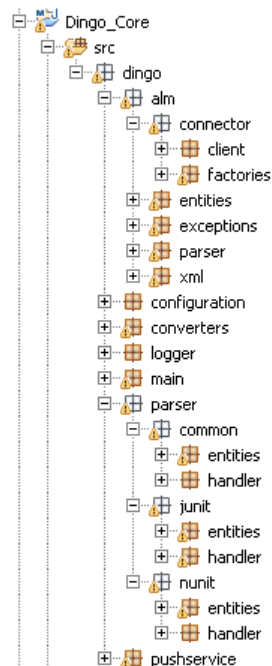 Dingo_Core
src
dingo
alm
connector
client
factories
entities
exceptions
parser
xml
configuration
converters
logger
main
parser
common
entities
handler
junit
entities
handler
nunit
entities
handler
pushservice